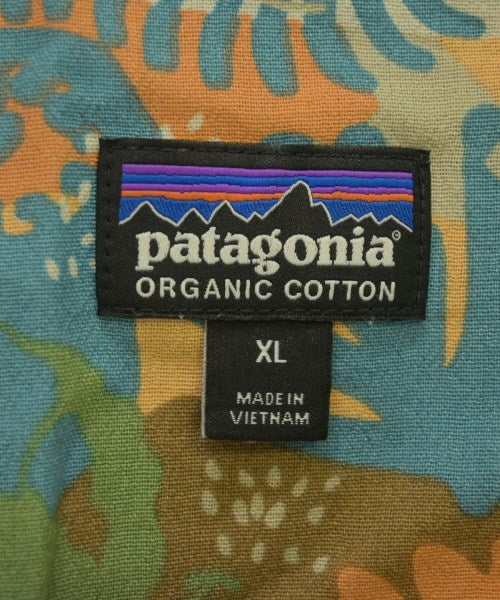 patagonia®
ORGANIC COTTON
XL
MADE IN
VIETNAM